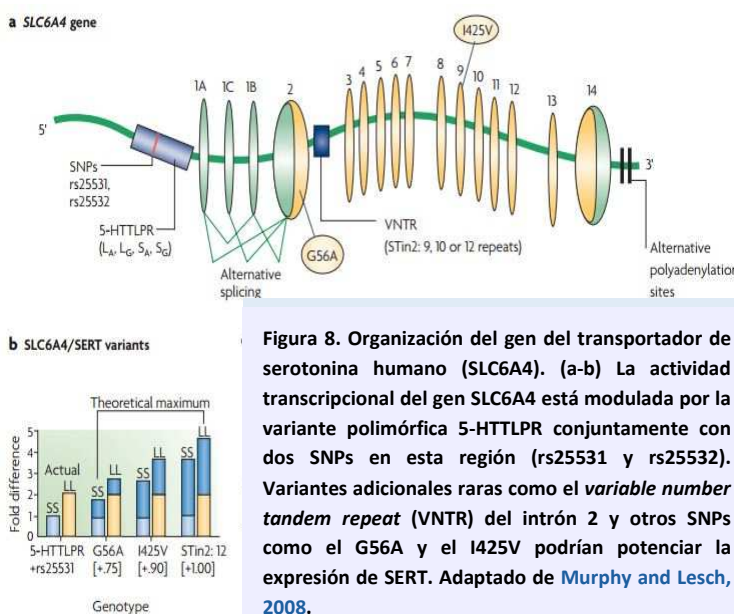 a SLC6A4 gene
I425V
1A 1C 1B 2 3 4 5 6 7 8 9 10 11 12 13 14
5'
3'
SNPs
rs25531,
rs25532
5-HTTLPR
(LA, LG, SA, SG)
Alternative
splicing
G56A
VNTR
(STin2: 9, 10 or 12 repeats)
Alternative
polyadenylation
sites
b SLC6A4/SERT variants
Theoretical maximum
Fold difference
5
4
3
2
1
0
Actual
SS LL SS LL SS LL SS LL
5-HTTLPR G56A I425V STin2: 12
+rs25531 [+.75] [+.90] [+1.00]
Genotype
Figura 8. Organización del gen del transportador de
serotonina humano (SLC6A4). (a-b) La actividad
transcripcional del gen SLC6A4 está modulada por la
variante polimórfica 5-HTTLPR conjuntamente con
dos SNPs en esta región (rs25531 y rs25532).
Variantes adicionales raras como el variable number
tandem repeat (VNTR) del intrón 2 y otros SNPs
como el G56A y el I425V podrían potenciar la
expresión de SERT. Adaptado de Murphy and Lesch,
2008.